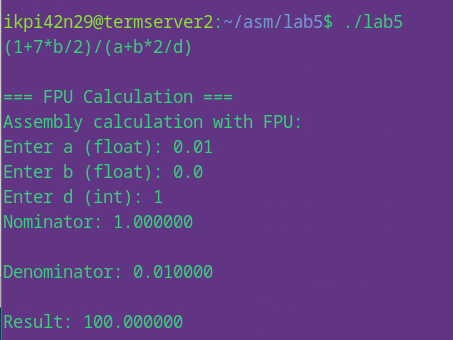 ikpi42n29@termserver2:~/asm/lab5$ ./lab5
(1+7*b/2)/(a+b*2/d)
=== FPU Calculation ===
Assembly calculation with FPU:
Enter a (float): 0.01
Enter b (float): 0.0
Enter d (int): 1
Nominator: 1.000000
Denominator: 0.010000
Result: 100.000000